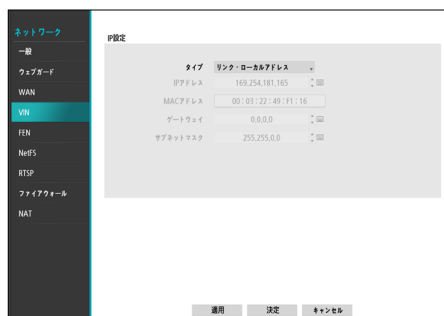 ネットワーク
一般
ウェブガード
WAN
VIN
FEN
NetFS
RTSP
ファイアウォール
NAT
IP設定
タイプ リンク・ローカルアドレス
IPアドレス 169.254.181.165
MACアドレス 00 : 03 : 22 : 49 : F1 : 16
ゲートウェイ 0.0.0.0
サブネットマスク 255.255.0.0
適用 決定 キャンセル